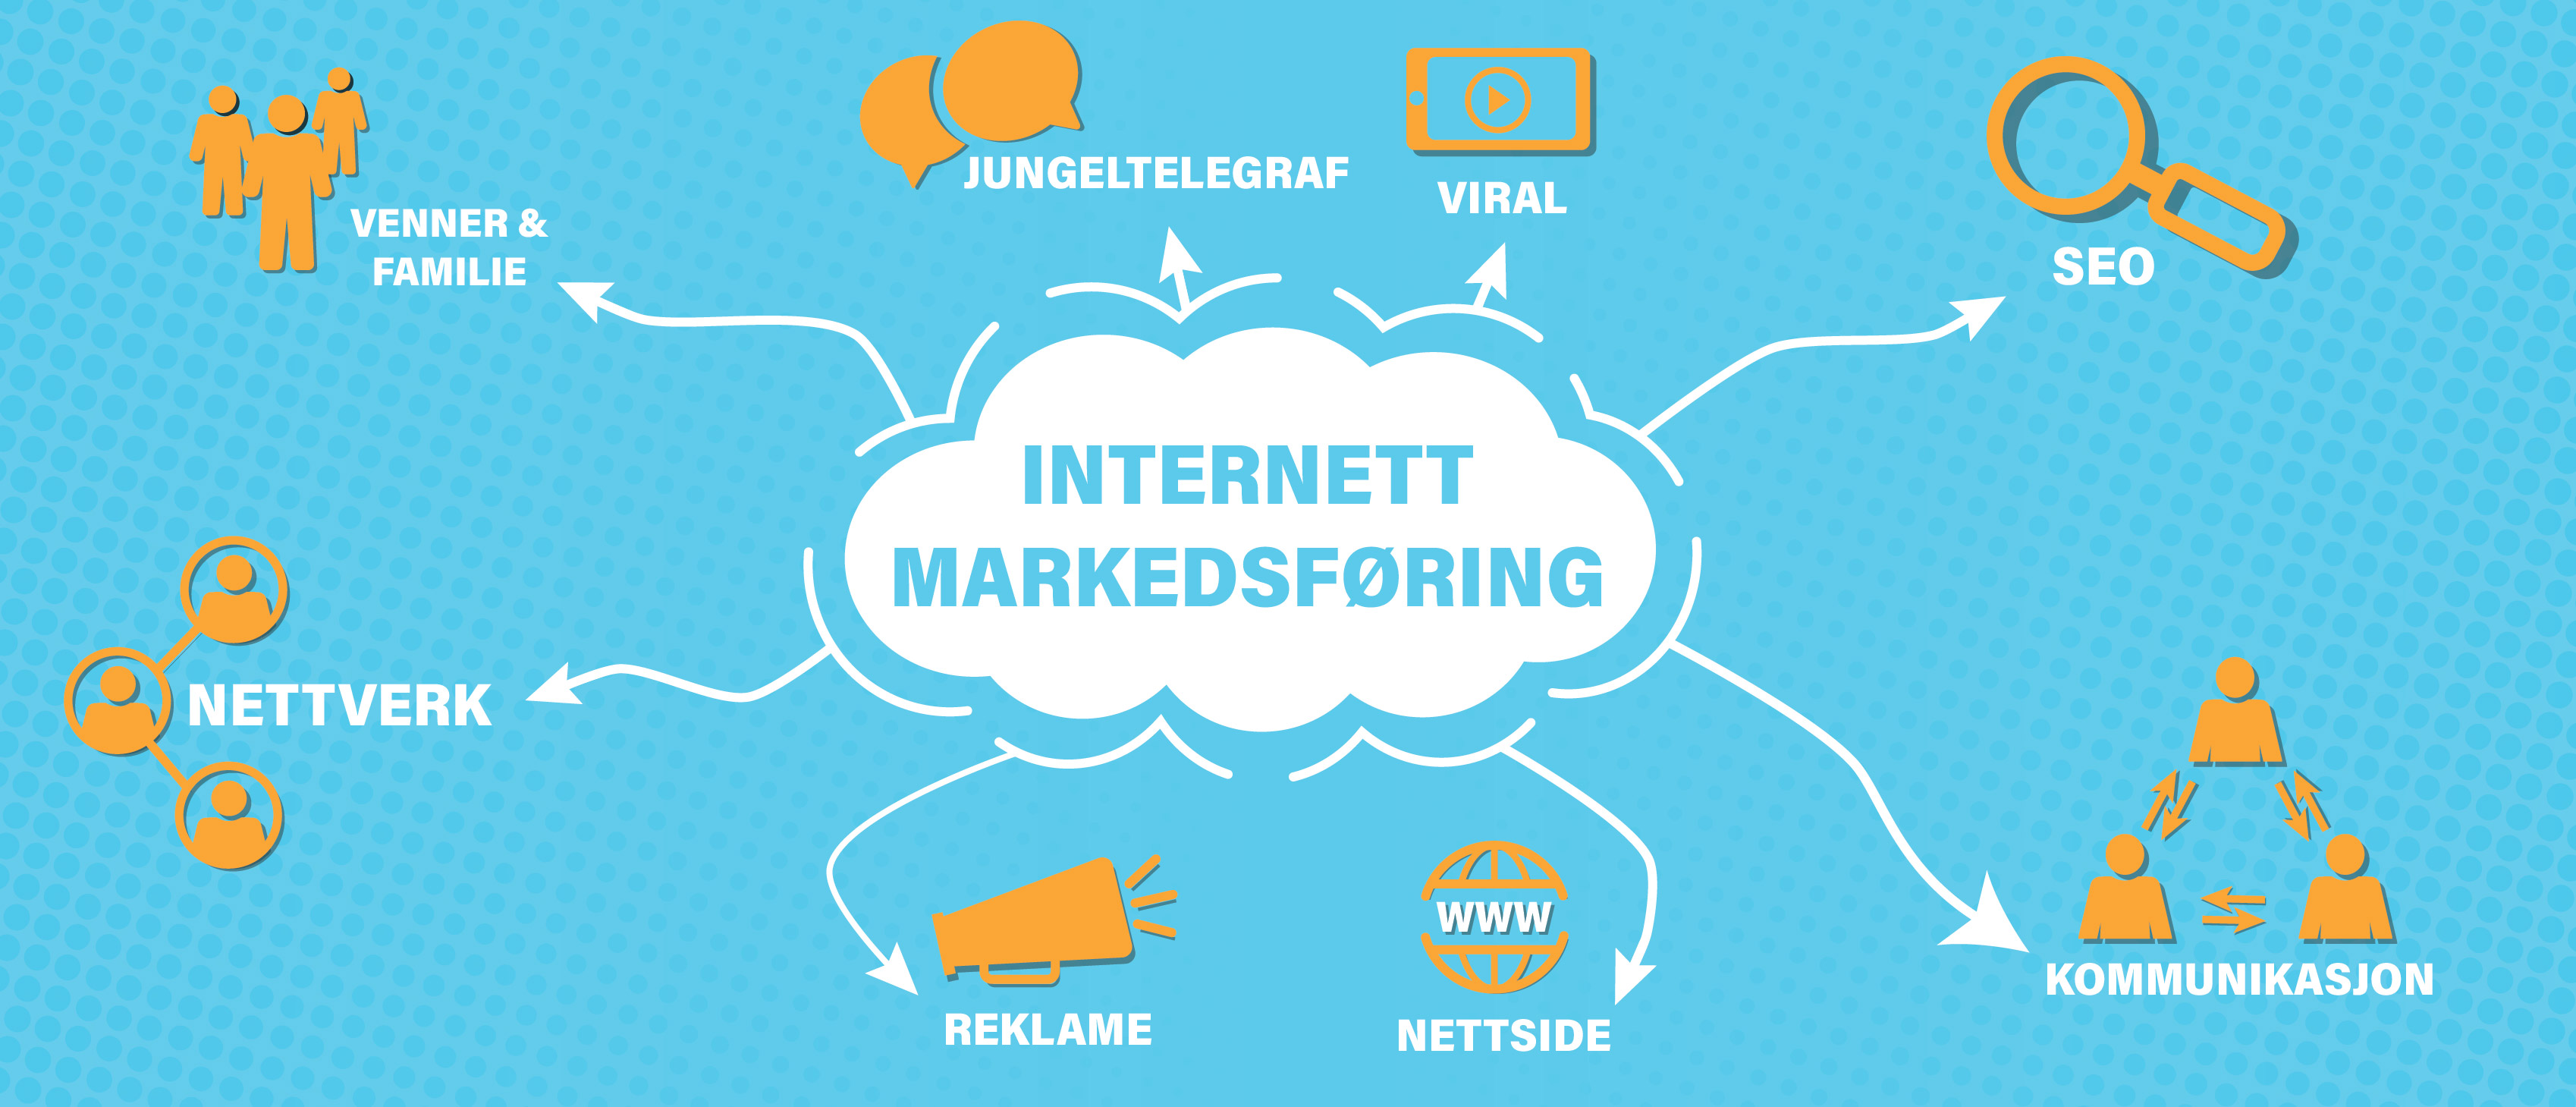 JUNGELTELEGRAF
VIRAL
VENNER &
FAMILIE
SEO
INTERNETT
MARKEDSFØRING
NETTVERK
WWW
KOMMUNIKASJON
REKLAME
NETTSIDE